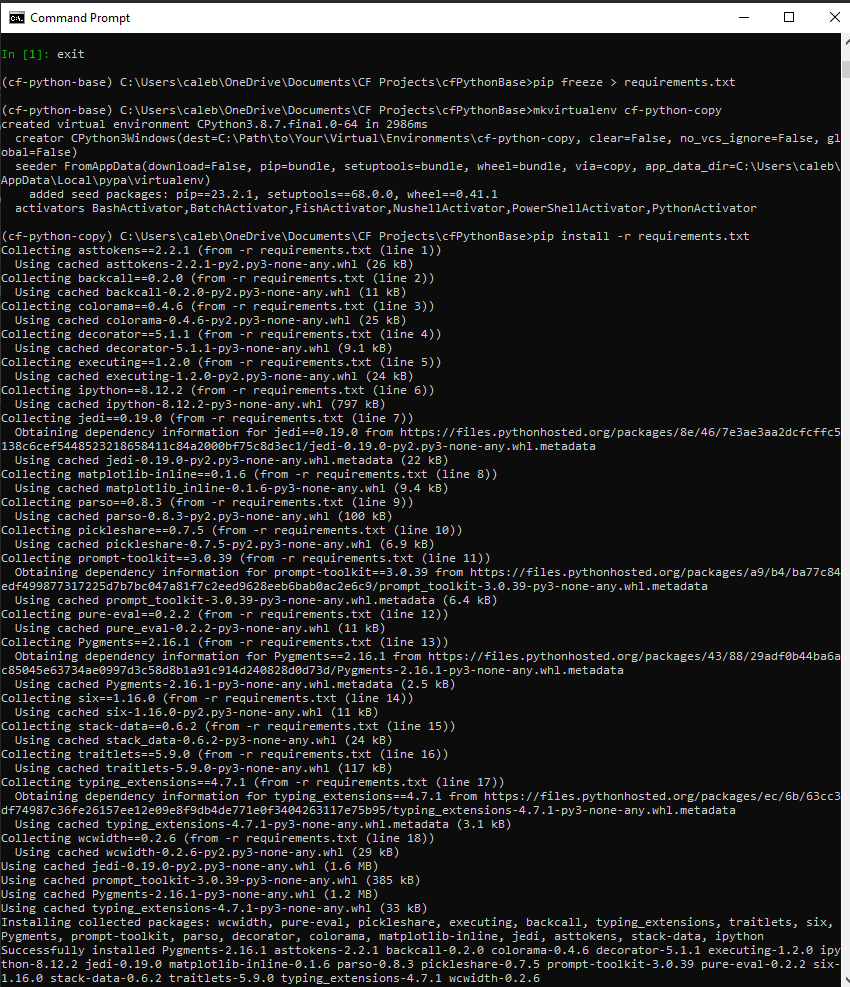 Command Prompt
In [1]: exit
(cf-python-base) C:\Users\caleb\OneDrive\Documents\CF Projects\cfPythonBase>pip freeze > requirements.txt
(cf-python-base) C:\Users\caleb\OneDrive\Documents\CF Projects\cfPythonBase>mkvirtualenv cf-python-copy
created virtual environment CPython3.8.7.final.0-64 in 2986ms
  creator CPython3Windows(dest=C:\Path\to\Your\Virtual\Environments\cf-python-copy, clear=False, no_vcs_ignore=False, gl
obal=False)
  seeder FromAppData(download=False, pip=bundle, setuptools=bundle, wheel=bundle, via=copy, app_data_dir=C:\Users\caleb\
AppData\Local\pypa\virtualenv)
    added seed packages: pip==23.2.1, setuptools==68.0.0, wheel==0.41.1
  activators BashActivator,BatchActivator,FishActivator,NushellActivator,PowerShellActivator,PythonActivator
(cf-python-copy) C:\Users\caleb\OneDrive\Documents\CF Projects\cfPythonBase>pip install -r requirements.txt
Collecting asttokens==2.2.1 (from -r requirements.txt (line 1))
  Using cached asttokens-2.2.1-py2.py3-none-any.whl (26 kB)
Collecting backcall==0.2.0 (from -r requirements.txt (line 2))
  Using cached backcall-0.2.0-py2.py3-none-any.whl (11 kB)
Collecting colorama==0.4.6 (from -r requirements.txt (line 3))
  Using cached colorama-0.4.6-py2.py3-none-any.whl (25 kB)
Collecting decorator==5.1.1 (from -r requirements.txt (line 4))
  Using cached decorator-5.1.1-py3-none-any.whl (9.1 kB)
Collecting executing==1.2.0 (from -r requirements.txt (line 5))
  Using cached executing-1.2.0-py2.py3-none-any.whl (24 kB)
Collecting ipython==8.12.2 (from -r requirements.txt (line 6))
  Using cached ipython-8.12.2-py3-none-any.whl (797 kB)
Collecting jedi==0.19.0 (from -r requirements.txt (line 7))
  Obtaining dependency information for jedi==0.19.0 from https://files.pythonhosted.org/packages/8e/46/7e3ae3aa2dcfcffc5
138c6cef5448523218658411c84a2000bf75c8d3ec1/jedi-0.19.0-py2.py3-none-any.whl.metadata
  Using cached jedi-0.19.0-py2.py3-none-any.whl.metadata (22 kB)
Collecting matplotlib-inline==0.1.6 (from -r requirements.txt (line 8))
  Using cached matplotlib_inline-0.1.6-py3-none-any.whl (9.4 kB)
Collecting parso==0.8.3 (from -r requirements.txt (line 9))
  Using cached parso-0.8.3-py2.py3-none-any.whl (100 kB)
Collecting pickleshare==0.7.5 (from -r requirements.txt (line 10))
  Using cached pickleshare-0.7.5-py2.py3-none-any.whl (6.9 kB)
Collecting prompt-toolkit==3.0.39 (from -r requirements.txt (line 11))
  Obtaining dependency information for prompt-toolkit==3.0.39 from https://files.pythonhosted.org/packages/a9/b4/ba77c84
edf499877317225d7b7bc047a81f7c2eed9628eeb6bab0ac2e6c9/prompt_toolkit-3.0.39-py3-none-any.whl.metadata
  Using cached prompt_toolkit-3.0.39-py3-none-any.whl.metadata (6.4 kB)
Collecting pure-eval==0.2.2 (from -r requirements.txt (line 12))
  Using cached pure_eval-0.2.2-py3-none-any.whl (11 kB)
Collecting Pygments==2.16.1 (from -r requirements.txt (line 13))
  Obtaining dependency information for Pygments==2.16.1 from https://files.pythonhosted.org/packages/43/88/29adf0b44ba6a
c85045e63734ae0997d3c58d8b1a91c914d240828d0d73d/Pygments-2.16.1-py3-none-any.whl.metadata
  Using cached Pygments-2.16.1-py3-none-any.whl.metadata (2.5 kB)
Collecting six==1.16.0 (from -r requirements.txt (line 14))
  Using cached six-1.16.0-py2.py3-none-any.whl (11 kB)
Collecting stack-data==0.6.2 (from -r requirements.txt (line 15))
  Using cached stack_data-0.6.2-py3-none-any.whl (24 kB)
Collecting traitlets==5.9.0 (from -r requirements.txt (line 16))
  Using cached traitlets-5.9.0-py3-none-any.whl (117 kB)
Collecting typing_extensions==4.7.1 (from -r requirements.txt (line 17))
  Obtaining dependency information for typing_extensions==4.7.1 from https://files.pythonhosted.org/packages/ec/6b/63cc3
df74987c36fe26157ee12e09e8f9db4de771e0f3404263117e75b95/typing_extensions-4.7.1-py3-none-any.whl.metadata
  Using cached typing_extensions-4.7.1-py3-none-any.whl.metadata (3.1 kB)
Collecting wcwidth==0.2.6 (from -r requirements.txt (line 18))
  Using cached wcwidth-0.2.6-py2.py3-none-any.whl (29 kB)
Using cached jedi-0.19.0-py2.py3-none-any.whl (1.6 MB)
Using cached prompt_toolkit-3.0.39-py3-none-any.whl (385 kB)
Using cached Pygments-2.16.1-py3-none-any.whl (1.2 MB)
Using cached typing_extensions-4.7.1-py3-none-any.whl (33 kB)
Installing collected packages: wcwidth, pure-eval, pickleshare, executing, backcall, typing_extensions, traitlets, six,
Pygments, prompt-toolkit, parso, decorator, colorama, matplotlib-inline, jedi, asttokens, stack-data, ipython
Successfully installed Pygments-2.16.1 asttokens-2.2.1 backcall-0.2.0 colorama-0.4.6 decorator-5.1.1 executing-1.2.0 ipy
thon-8.12.2 jedi-0.19.0 matplotlib-inline-0.1.6 parso-0.8.3 pickleshare-0.7.5 prompt-toolkit-3.0.39 pure-eval-0.2.2 six-
1.16.0 stack-data-0.6.2 traitlets-5.9.0 typing_extensions-4.7.1 wcwidth-0.2.6